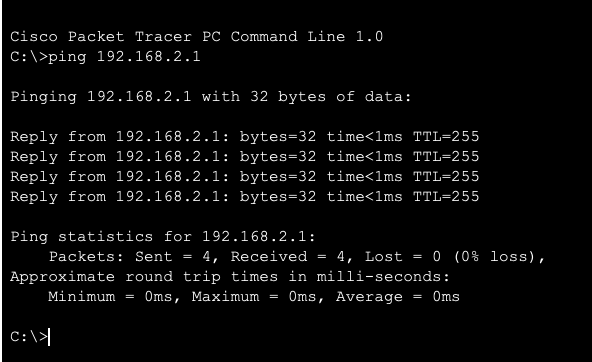 Cisco Packet Tracer PC Command Line 1.0
C:\>ping 192.168.2.1
Pinging 192.168.2.1 with 32 bytes of data:
Reply from 192.168.2.1: bytes=32 time<1ms TTL=255
Reply from 192.168.2.1: bytes=32 time<1ms TTL=255
Reply from 192.168.2.1: bytes=32 time<1ms TTL=255
Reply from 192.168.2.1: bytes=32 time<1ms TTL=255
Ping statistics for 192.168.2.1:
    Packets: Sent = 4, Received = 4, Lost = 0 (0% loss),
Approximate round trip times in milli-seconds:
    Minimum = 0ms, Maximum = 0ms, Average = 0ms
C:\>